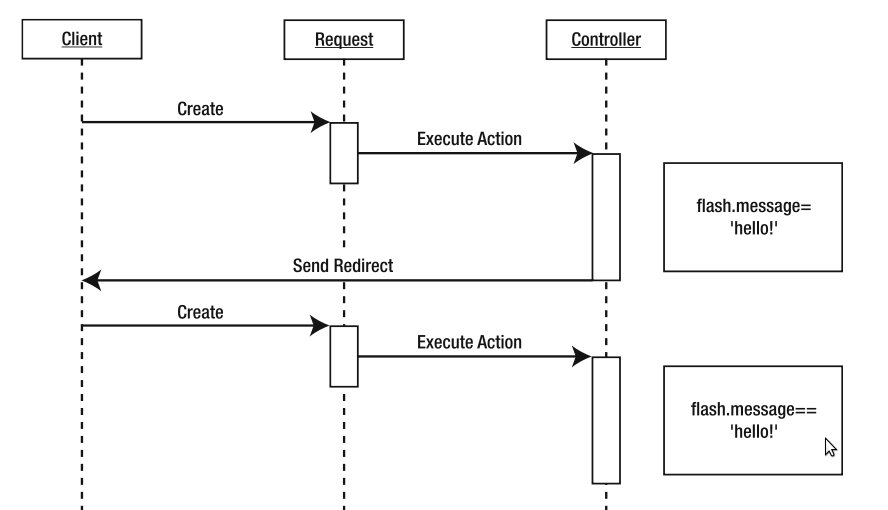 Client
Request
Controller
Create
Execute Action
flash.message=
'hello!'
Send Redirect
Create
Execute Action
flash.message==
'hello!'